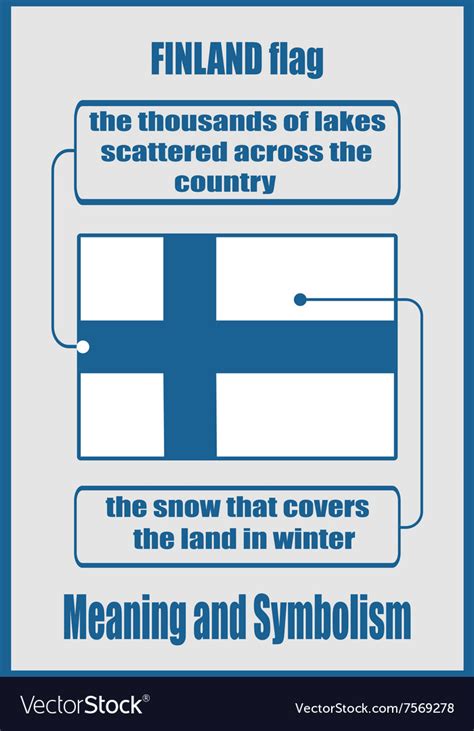 FINLAND flag
the thousands of lakes
scattered across the
country
the snow that covers
the land in winter
Meaning and Symbolism
VectorStock®
VectorStock.com/7569278